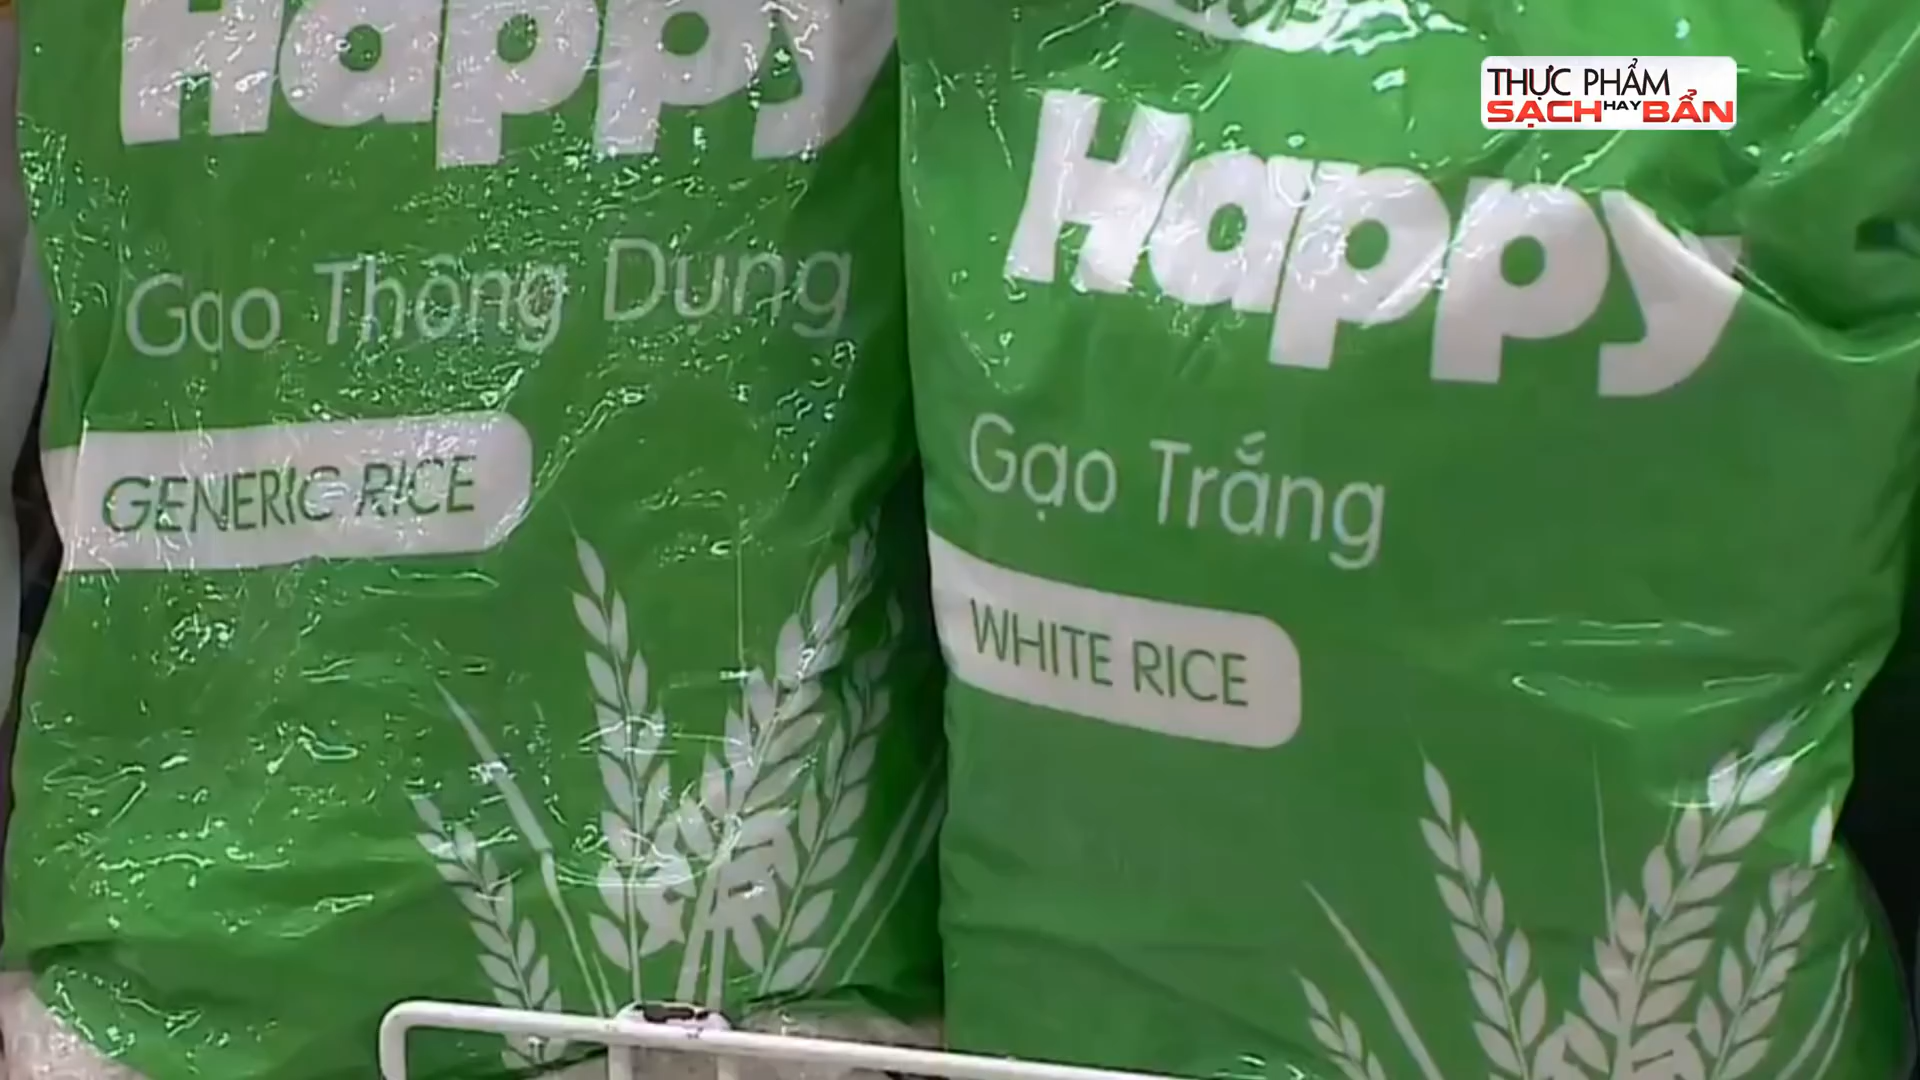 THỰC PHẨM
SẠCH HAY BẨN
Happy
Gạo Thông Dụng
GENERIC RICE
Happy
Gạo Trắng
WHITE RICE